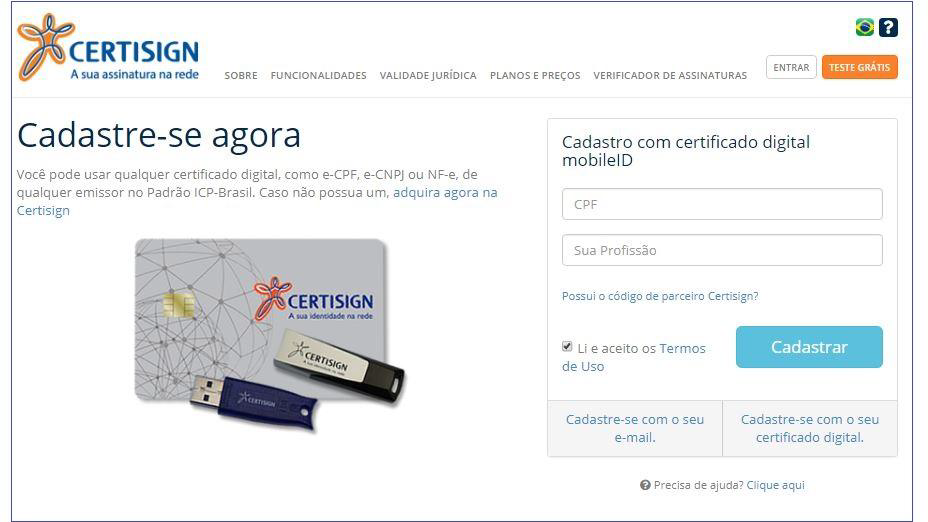 CERTISIGN
A sua assinatura na rede
SOBRE FUNCIONALIDADES VALIDADE JURÍDICA PLANOS E PREÇOS VERIFICADOR DE ASSINATURAS ENTRAR TESTE GRÁTIS
?
Cadastre-se agora
Você pode usar qualquer certificado digital, como e-CPF, e-CNPJ ou NF-e, de
qualquer emissor no Padrão ICP-Brasil. Caso não possua um, adquira agora na
Certisign
CERTISIGN
A sua identidade na rede
CERTISIGN
A sua identidade na rede
CERTISIGN
Cadastro com certificado digital
mobileID
CPF
Sua Profissão
Possui o código de parceiro Certisign?
Li e aceito os Termos
de Uso
Cadastrar
Cadastre-se com o seu
e-mail.
Cadastre-se com o seu
certificado digital.
? Precisa de ajuda? Clique aqui